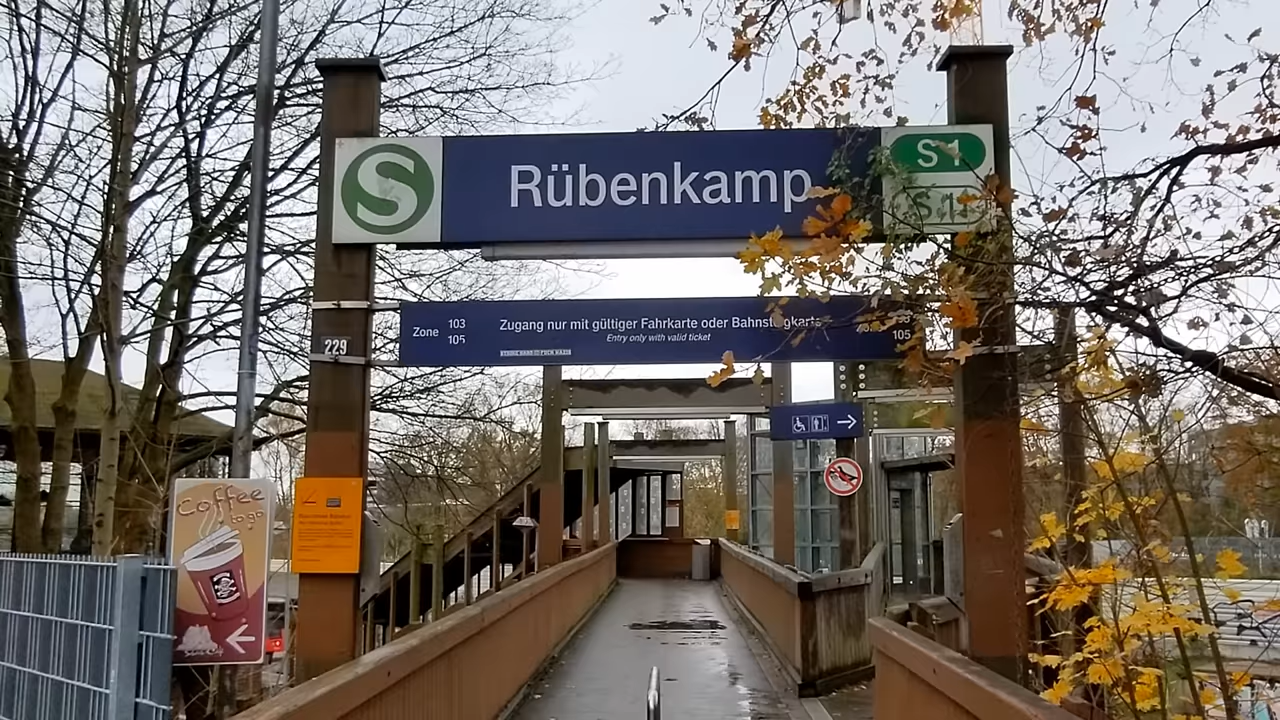 S
Rübenkamp
S1
S11
Zone 103 105
Zugang nur mit gültiger Fahrkarte oder Bahnsteigkarte
Entry only with valid ticket
105
229
Coffee
to go